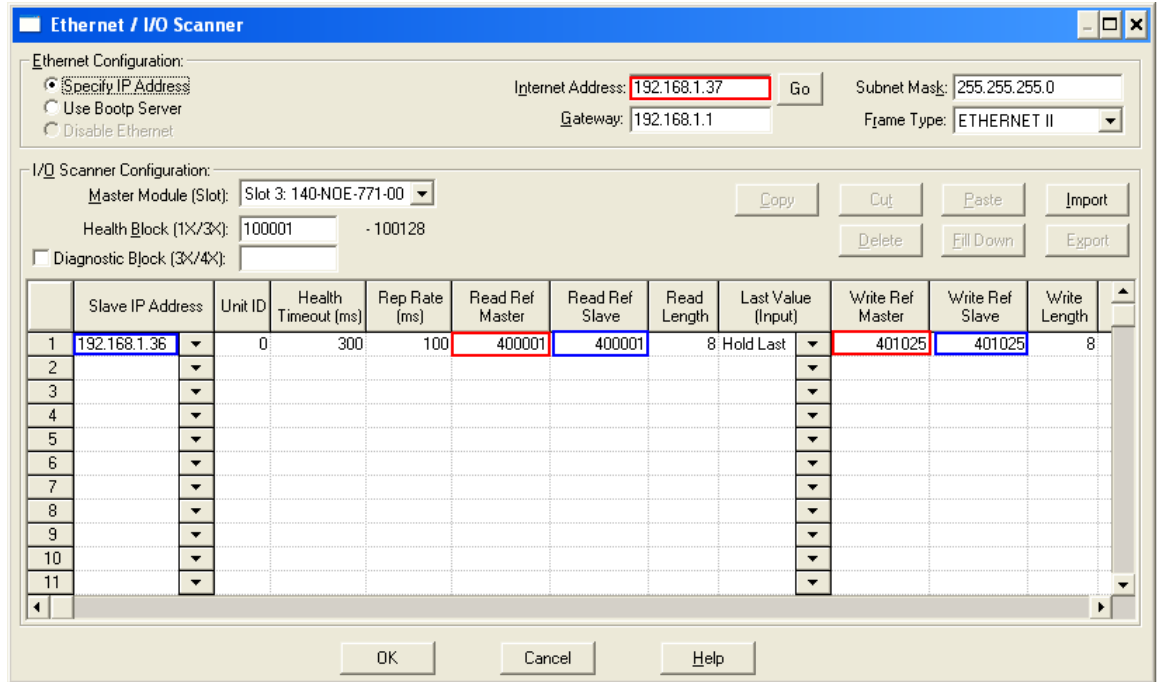 Ethernet / I/O Scanner
Ethernet Configuration:
Specify IP Address
Use Bootp Server
Disable Ethernet
Internet Address: 192.168.1.37 Go
Gateway: 192.168.1.1
Subnet Mask: 255.255.255.0
Frame Type: ETHERNET II
I/O Scanner Configuration:
Master Module (Slot): Slot 3: 140-NOE-771-00
Health Block (1X/3X): 100001 - 100128
Diagnostic Block (3X/4X):
Copy Cut Paste Import
Delete Fill Down Export
Slave IP Address Unit ID Health Timeout (ms) Rep Rate (ms) Read Ref Master Read Ref Slave Read Length Last Value (Input) Write Ref Master Write Ref Slave Write Length
1 192.168.1.36 0 300 100 400001 400001 8 Hold Last 401025 401025 8
2
3
4
5
6
7
8
9
10
11
OK Cancel Help